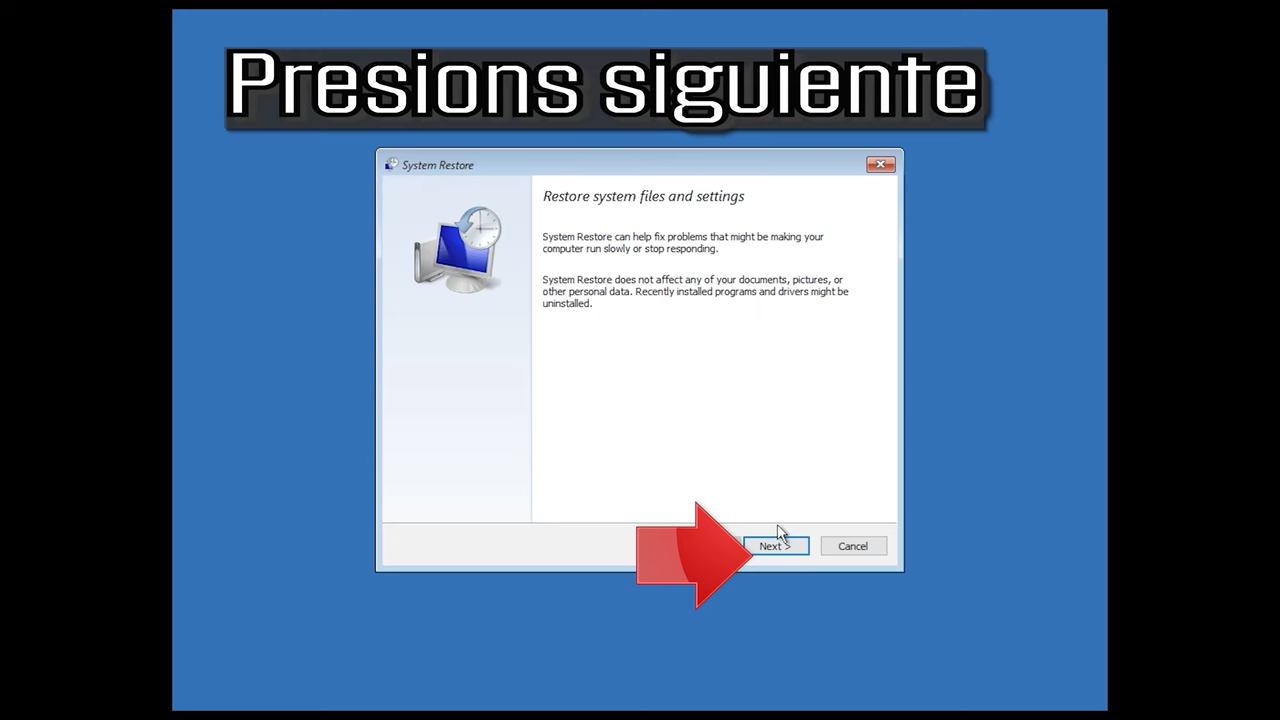 Presions siguiente
System Restore
Restore system files and settings
System Restore can help fix problems that might be making your
computer run slowly or stop responding.
System Restore does not affect any of your documents, pictures, or
other personal data. Recently installed programs and drivers might be
uninstalled.
Next >
Cancel